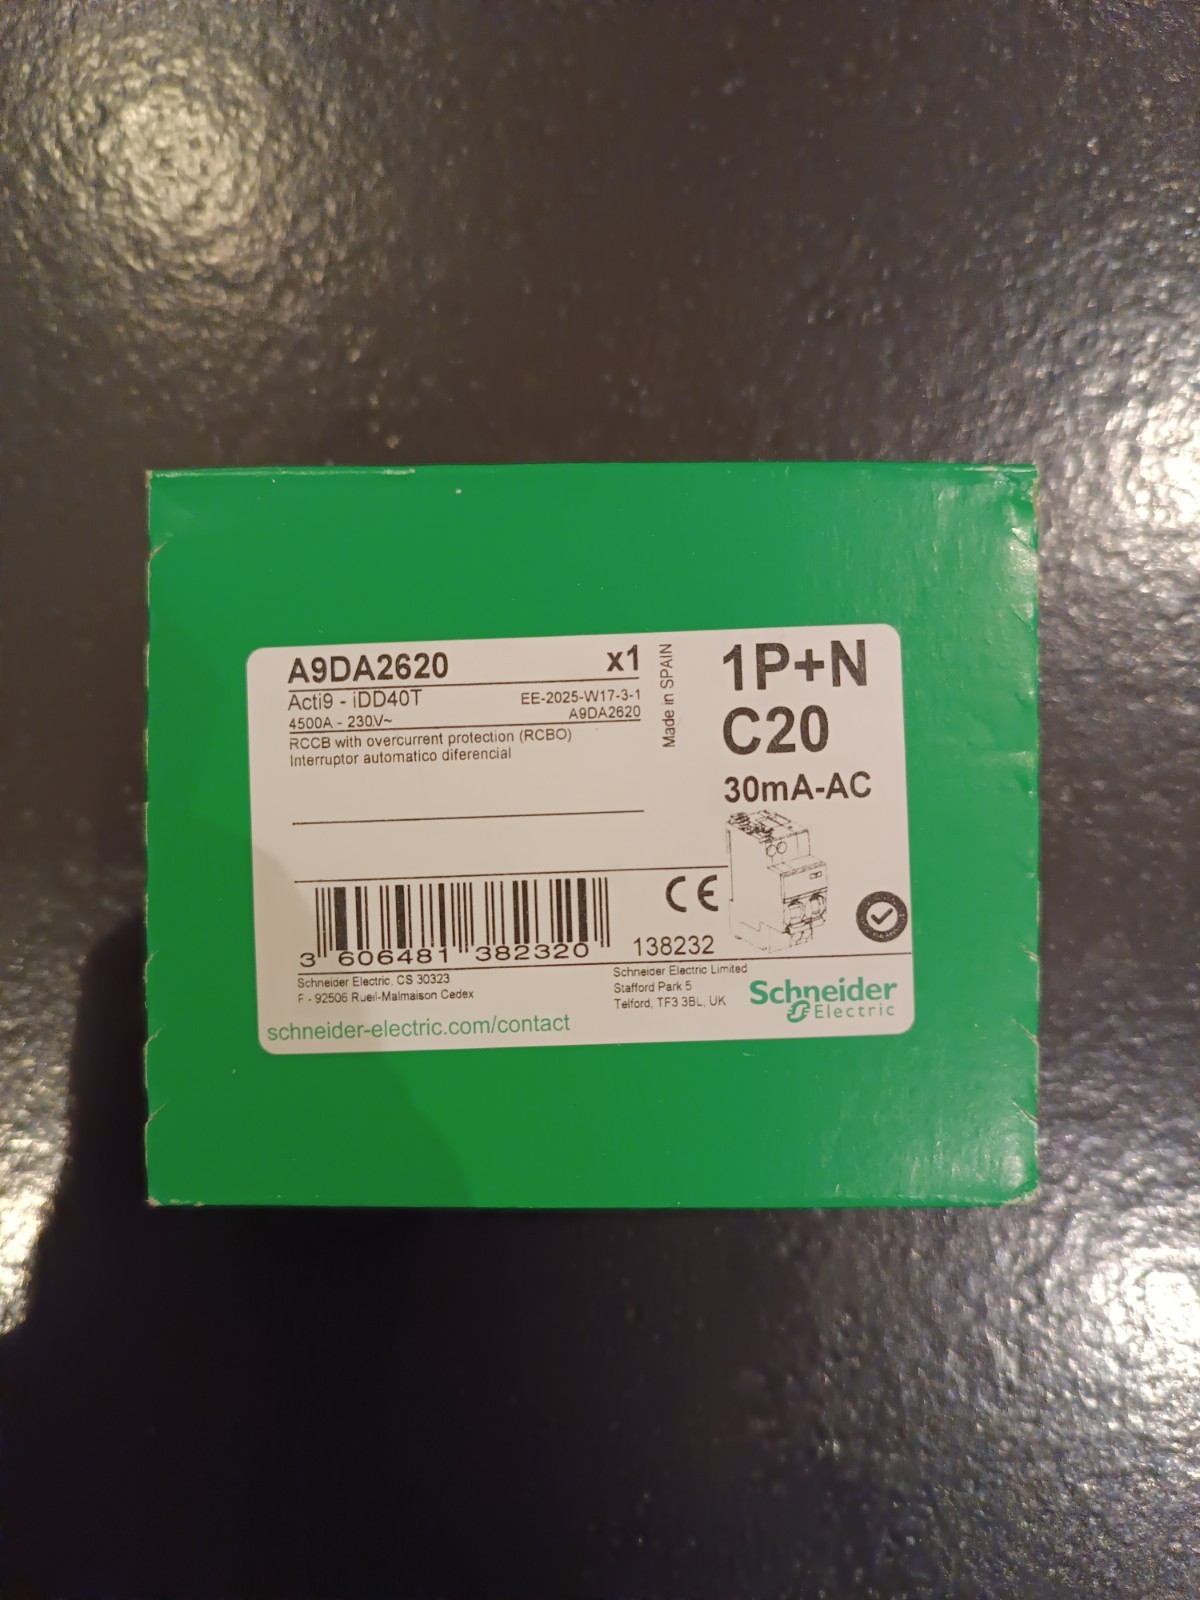 A9DA2620 x1
Acti9 - iDD40T EE-2025-W17-3-1
4500A - 230V~ A9DA2620
RCCB with overcurrent protection (RCBO)
Interruptor automatico diferencial
Made in SPAIN
1P+N
C20
30mA-AC
CE
3 606481 382320
138232
Schneider Electric, CS 30323
F - 92506 Rueil-Malmaison Cedex
schneider-electric.com/contact
Schneider Electric Limited
Stafford Park 5
Telford, TF3 3BL, UK
Schneider
Electric